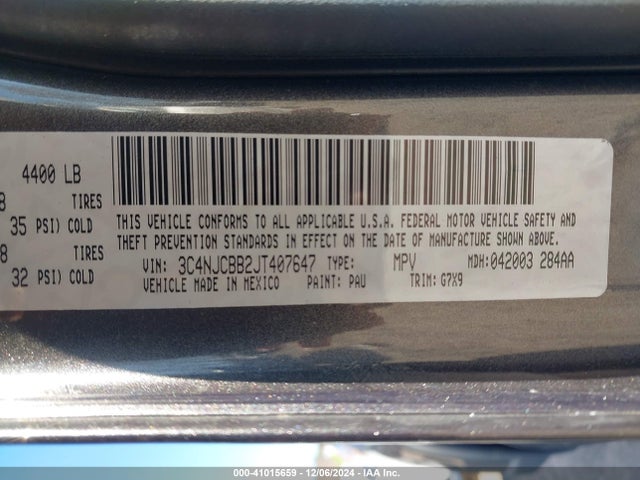 4400 LB
8 TIRES
35 PSI) COLD
8 TIRES
32 PSI) COLD
THIS VEHICLE CONFORMS TO ALL APPLICABLE U.S.A. FEDERAL MOTOR VEHICLE SAFETY AND
THEFT PREVENTION STANDARDS IN EFFECT ON THE DATE OF MANUFACTURE SHOWN ABOVE.
VIN: 3C4NJCBB2JT407647 TYPE: MPV MDH:042003 284AA
VEHICLE MADE IN MEXICO PAINT: PAU TRIM: G7X9
000-41015659 - 12/06/2024 - IAA Inc.